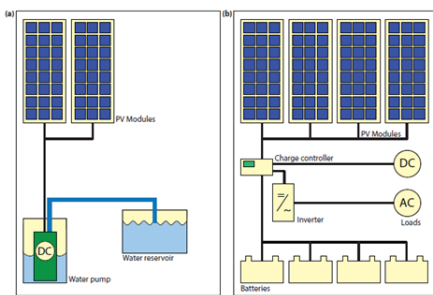 (a)
PV Modules
DC
Water pump
Water reservoir
(b)
PV Modules
Charge controller
DC
AC
Loads
Inverter
Batteries